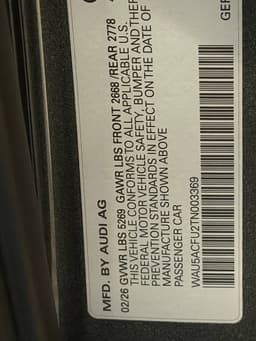 MFD. BY AUDI AG
02/26 GVWR LBS 5269 GAWR LBS FRONT 2668 /REAR 2778
THIS VEHICLE CONFORMS TO ALL APPLICABLE U.S.
FEDERAL MOTOR VEHICLE SAFETY, BUMPER AND THEF
PREVENTION STANDARDS IN EFFECT ON THE DATE OF
MANUFACTURE SHOWN ABOVE
PASSENGER CAR
WAU5ACFU2TN003369
GEF